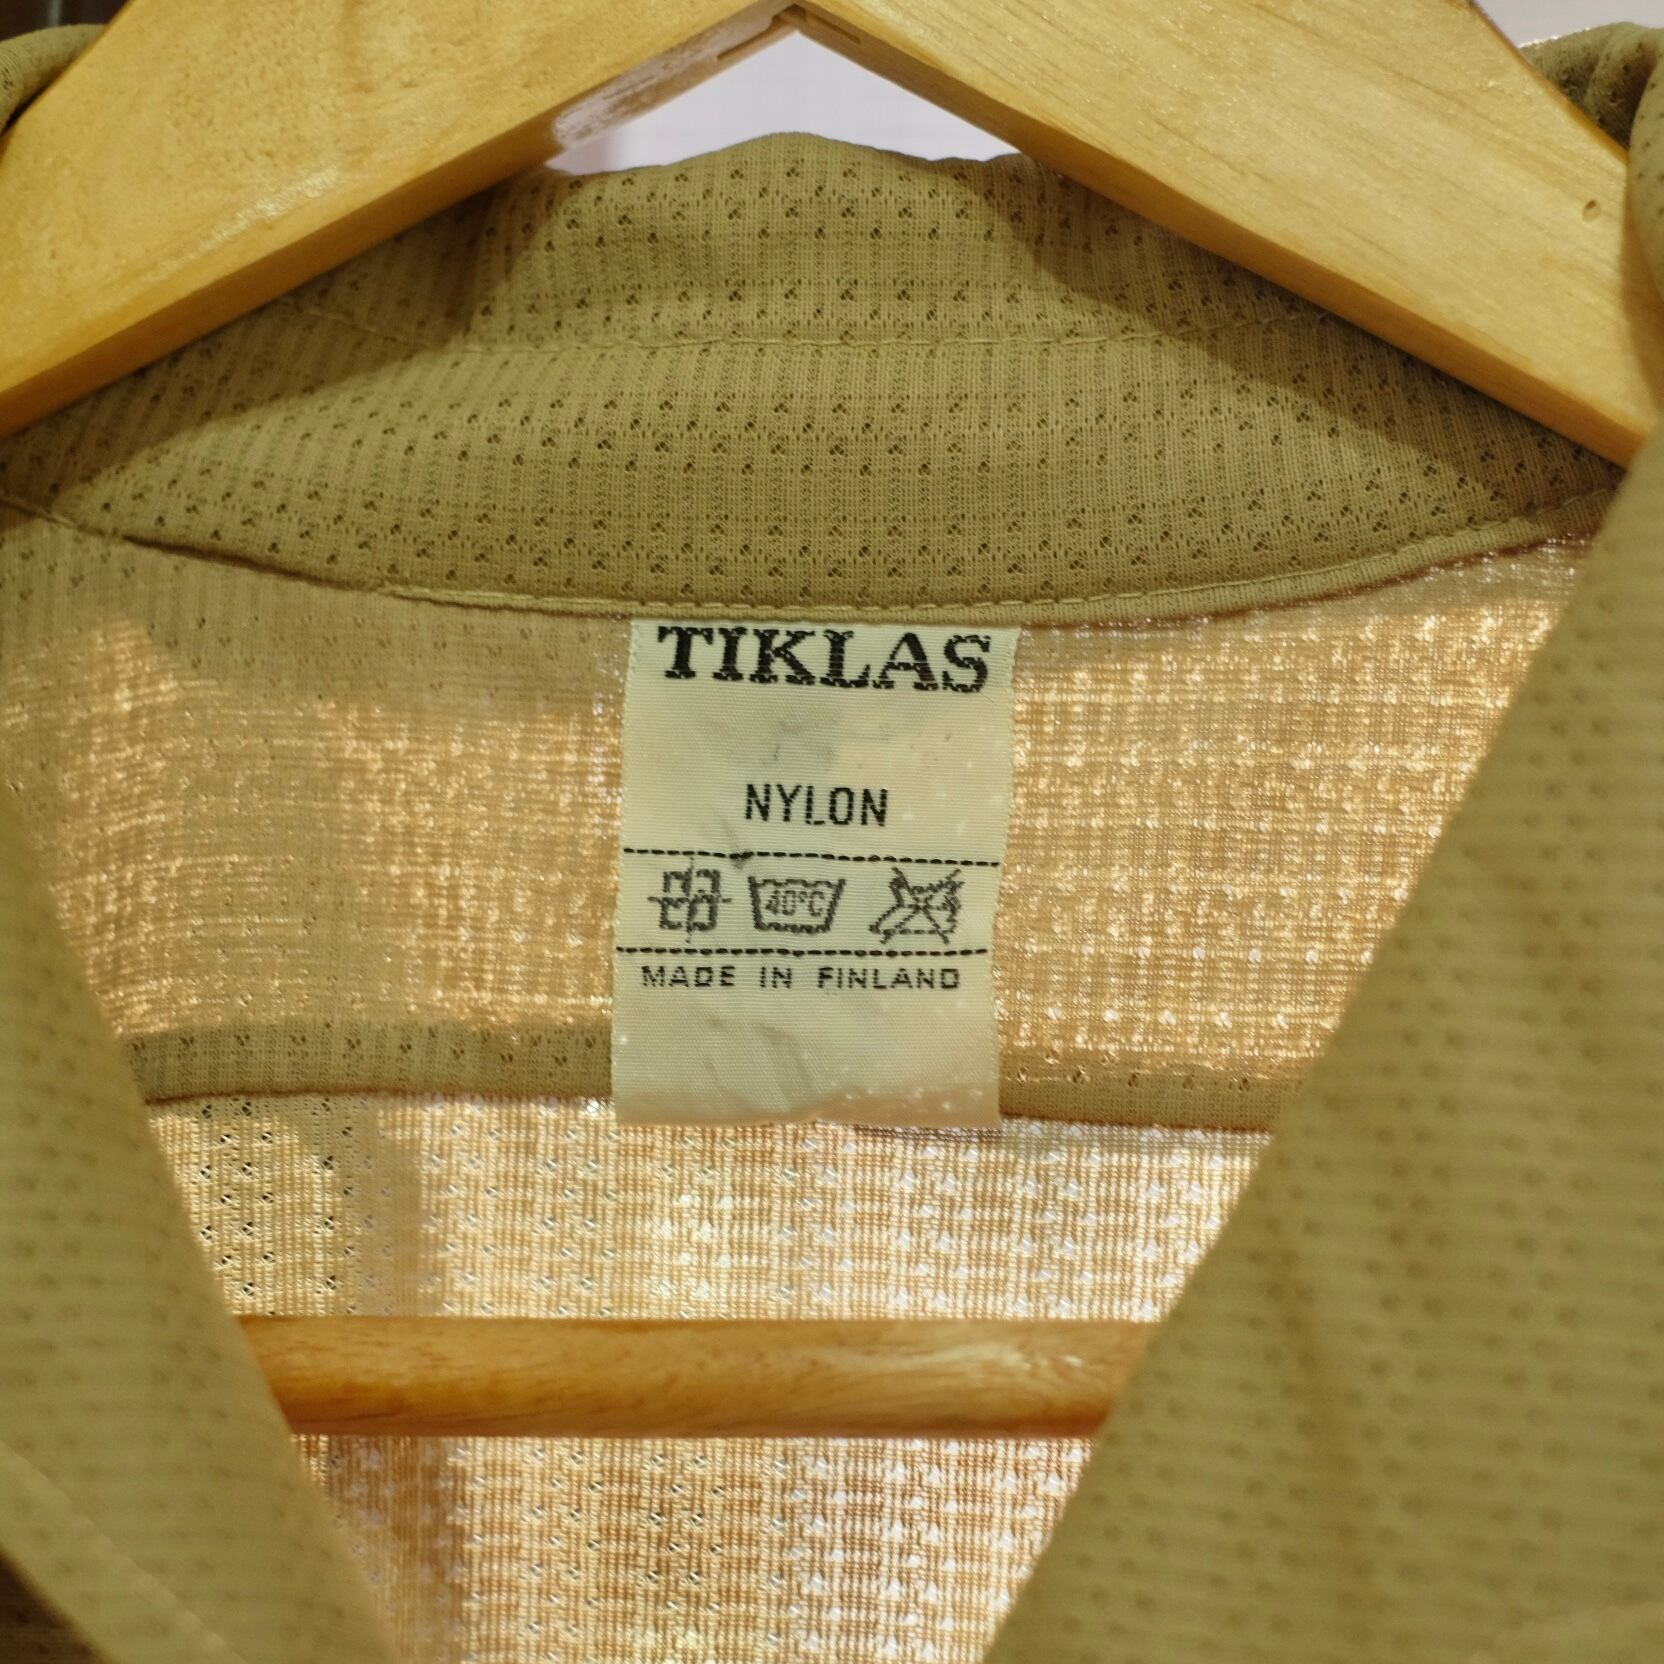 TIKLAS
NYLON
40°C
MADE IN FINLAND